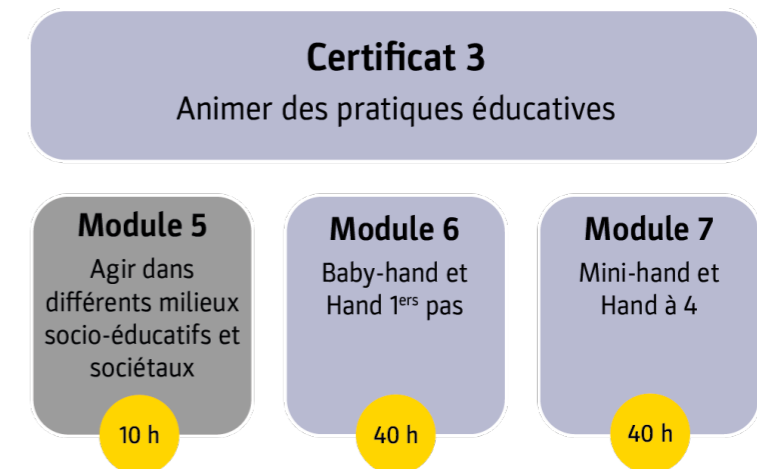 Certificat 3
Animer des pratiques éducatives
Module 5
Agir dans
différents milieux
socio-éducatifs et
sociétaux
10 h
Module 6
Baby-hand et
Hand 1ers pas
40 h
Module 7
Mini-hand et
Hand à 4
40 h